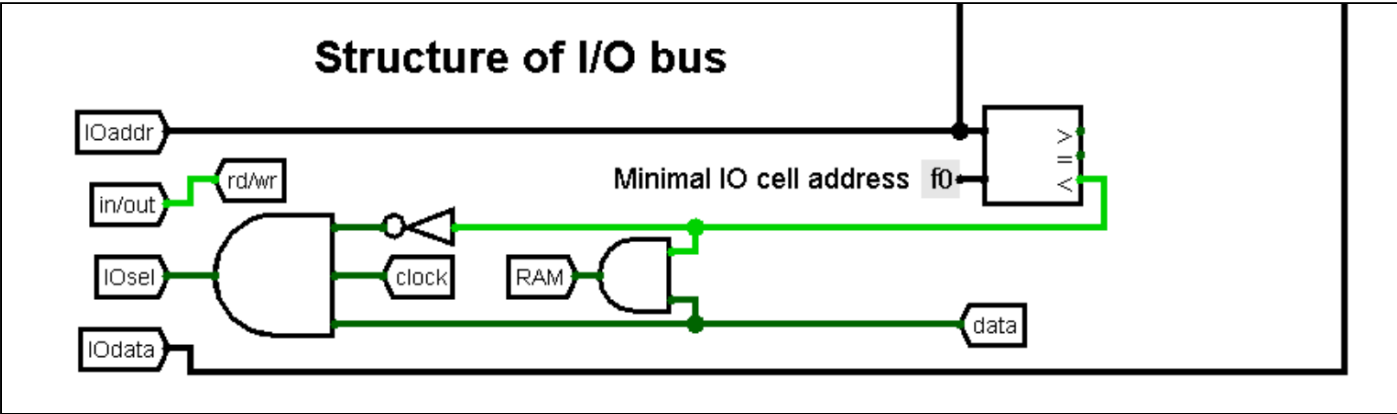 Structure of I/O bus
IOaddr
>
=
<
rd/wr
Minimal IO cell address f0
in/out
IOsel
clock
RAM
data
IOdata